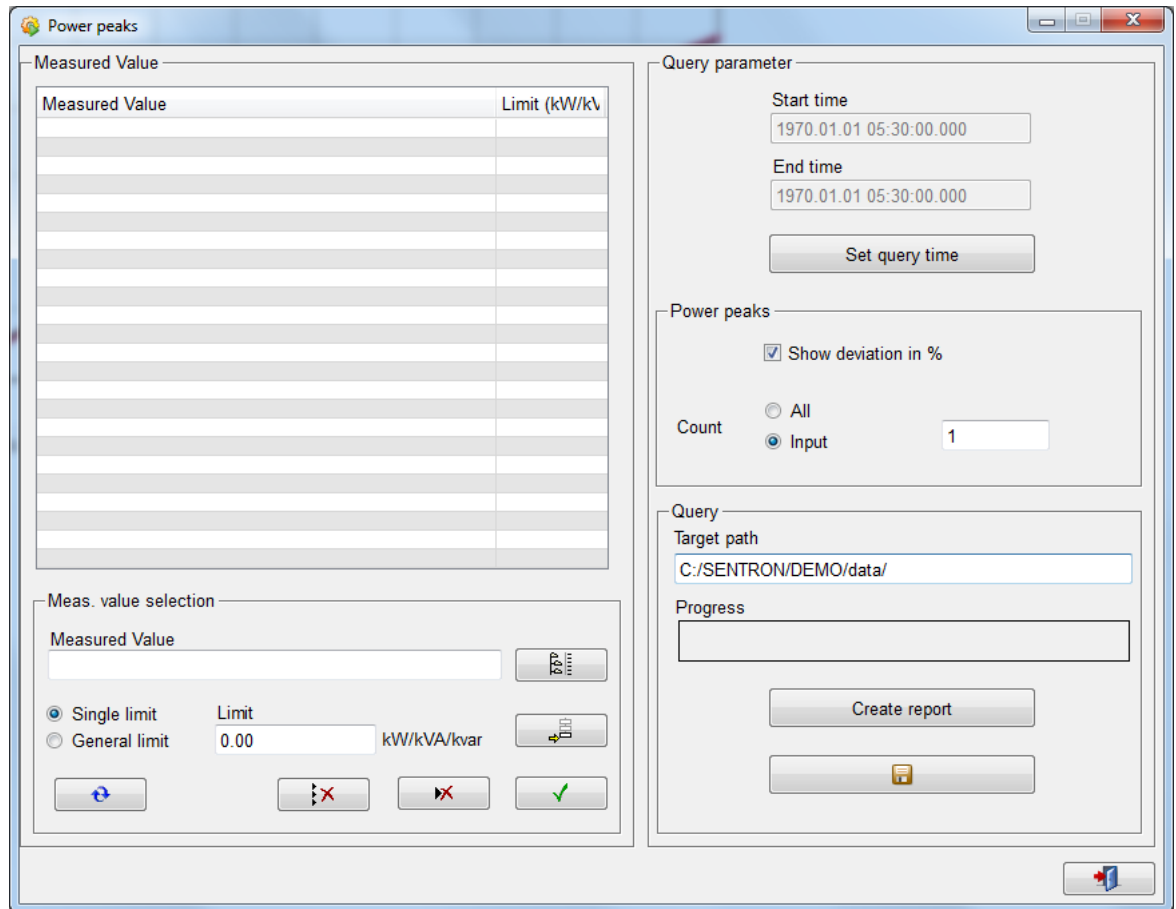 Power peaks
Measured Value
Measured Value Limit (kW/kV
Meas. value selection
Measured Value
Single limit
General limit
Limit
0.00 kW/kVA/kvar
Query parameter
Start time
1970.01.01 05:30:00.000
End time
1970.01.01 05:30:00.000
Set query time
Power peaks
Show deviation in %
Count
All
Input
1
Query
Target path
C:/SENTRON/DEMO/data/
Progress
Create report